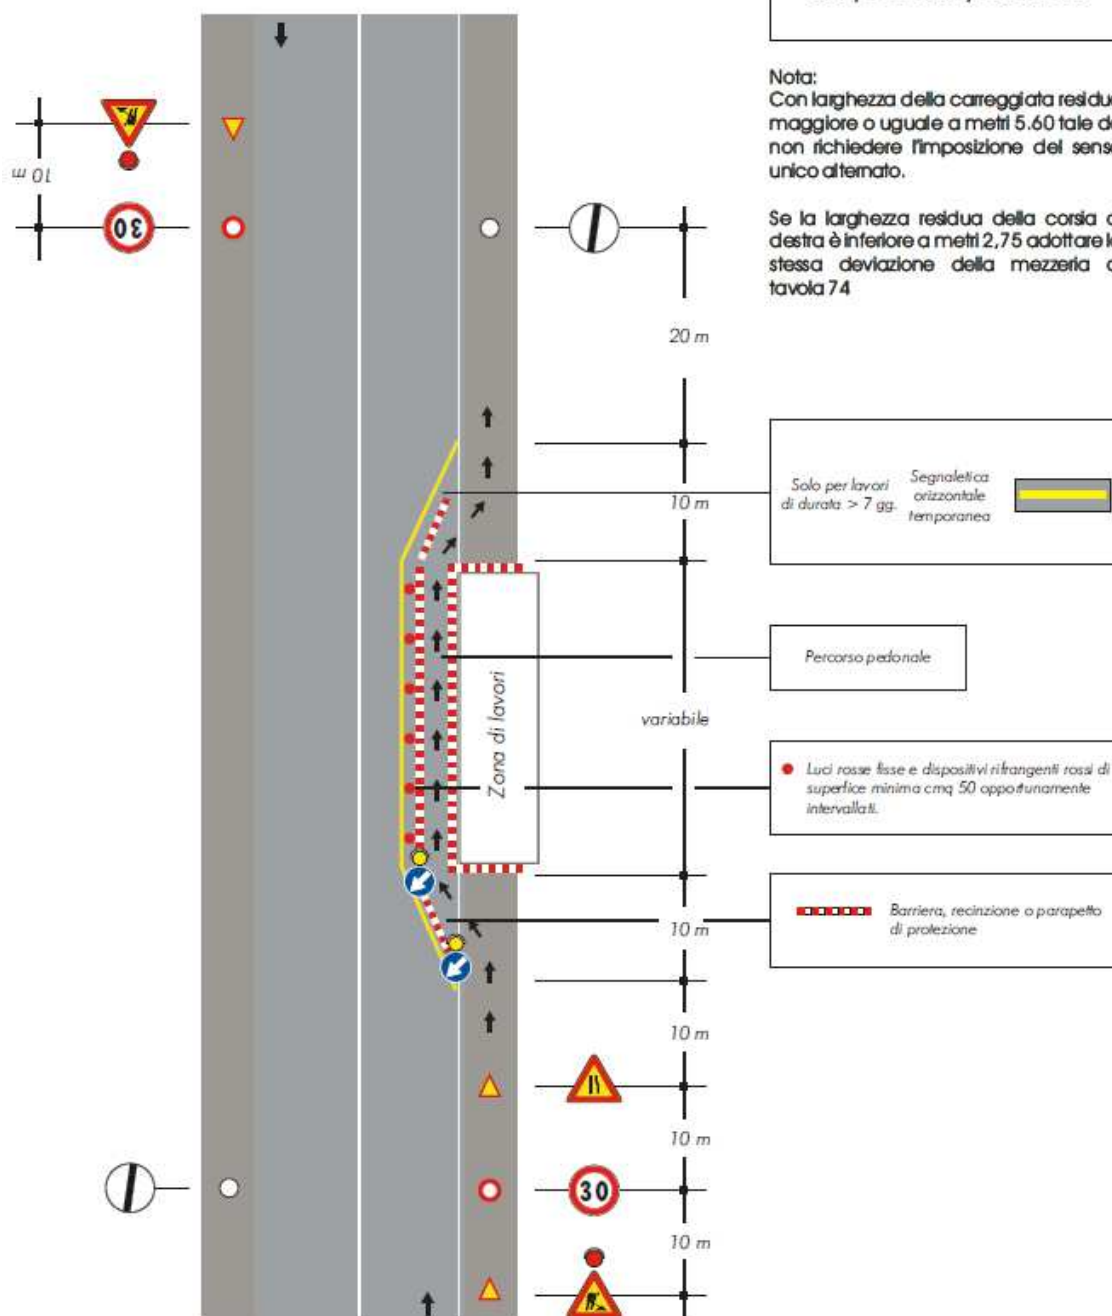 Nota:
Con larghezza della carreggiata residua
maggiore o uguale a metri 5.60 tale da
non richiedere l'imposizione del senso
unico alternato.
Se la larghezza residua della corsia
destra è inferiore a metri 2,75 adottare
stessa deviazione della mezzeria
tavola 74
10 m
30
20 m
10 m
Solo per lavori
di durata > 7 gg.
Segnaletica
orizzontale
temporanea
Percorso pedonale
Zona di lavori
variabile
Luci rosse fisse e dispositivi rifrangenti rossi di
superfice minima cmq 50 opportunamente
intervallati.
Barriera, recinzione o parapetto
di protezione
10 m
10 m
10 m
30
10 m